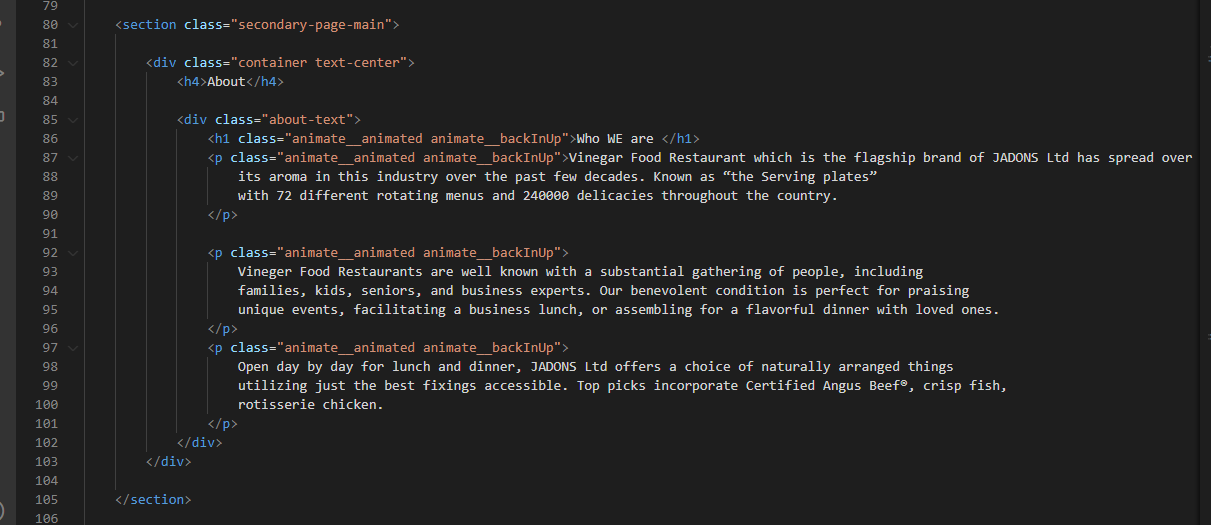 79
80 <section class="secondary-page-main">
81
82 <div class="container text-center">
83 <h4>About</h4>
84
85 <div class="about-text">
86 <h1 class="animate__animated animate__backInUp">Who WE are </h1>
87 <p class="animate__animated animate__backInUp">Vinegar Food Restaurant which is the flagship brand of JADONS Ltd has spread over
88 its aroma in this industry over the past few decades. Known as “the Serving plates”
89 with 72 different rotating menus and 240000 delicacies throughout the country.
90 </p>
91
92 <p class="animate__animated animate__backInUp">
93 Vineger Food Restaurants are well known with a substantial gathering of people, including
94 families, kids, seniors, and business experts. Our benevolent condition is perfect for praising
95 unique events, facilitating a business lunch, or assembling for a flavorful dinner with loved ones.
96 </p>
97 <p class="animate__animated animate__backInUp">
98 Open day by day for lunch and dinner, JADONS Ltd offers a choice of naturally arranged things
99 utilizing just the best fixings accessible. Top picks incorporate Certified Angus Beef®, crisp fish,
100 rotisserie chicken.
101 </p>
102 </div>
103 </div>
104
105 </section>
106